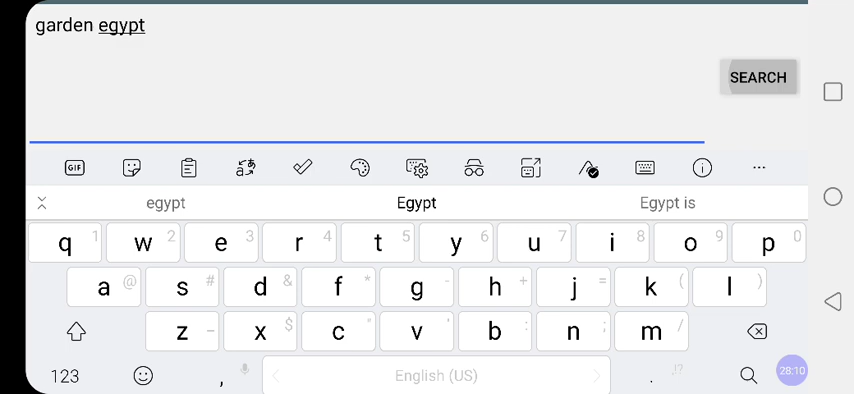 garden egypt
SEARCH
GIF
egypt Egypt Egypt is
q 1 w 2 e 3 r 4 t 5 y 6 u 7 i 8 o 9 p 0
a @ s # d & f * g - h + j = k ( l )
z _ x $ c " v ' b : n ; m /
123 , English (US) . ,!? 28:10